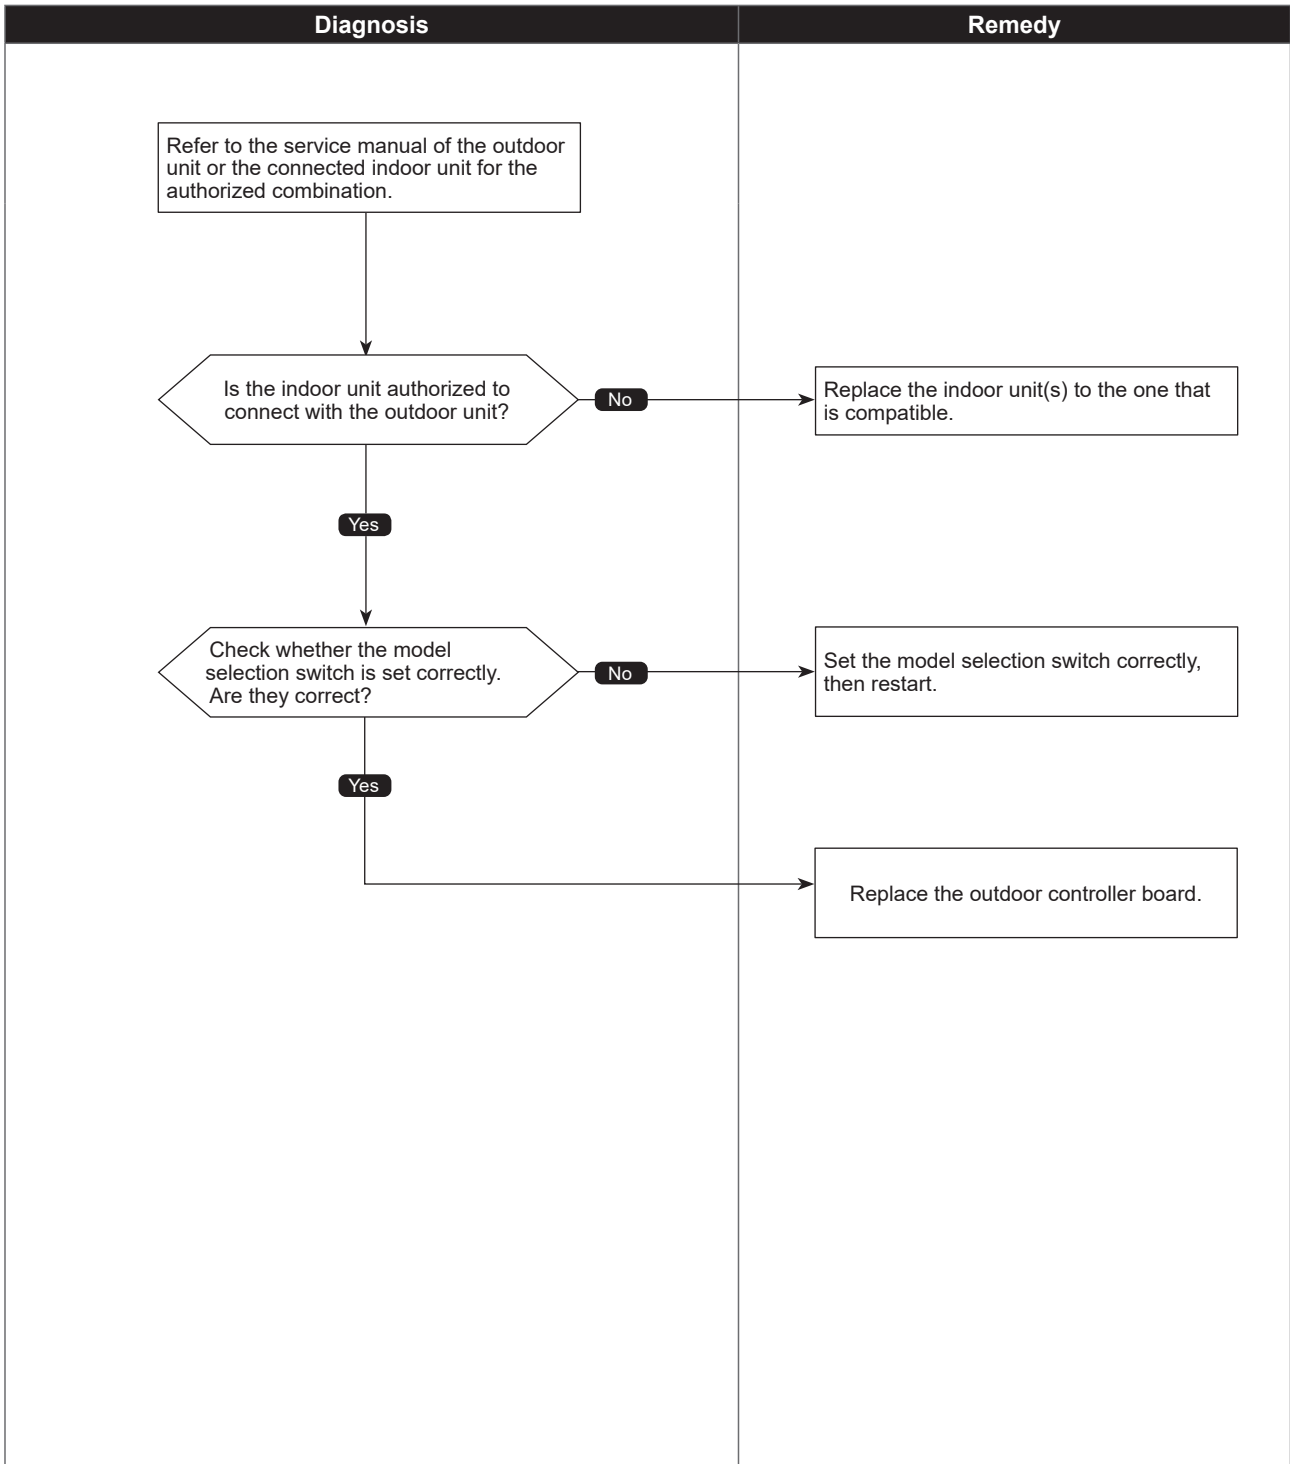 Diagnosis
Remedy
Refer to the service manual of the outdoor
unit or the connected indoor unit for the
authorized combination.
Is the indoor unit authorized to
connect with the outdoor unit?
No
Replace the indoor unit(s) to the one that
is compatible.
Yes
Check whether the model
selection switch is set correctly.
Are they correct?
No
Set the model selection switch correctly,
then restart.
Yes
Replace the outdoor controller board.